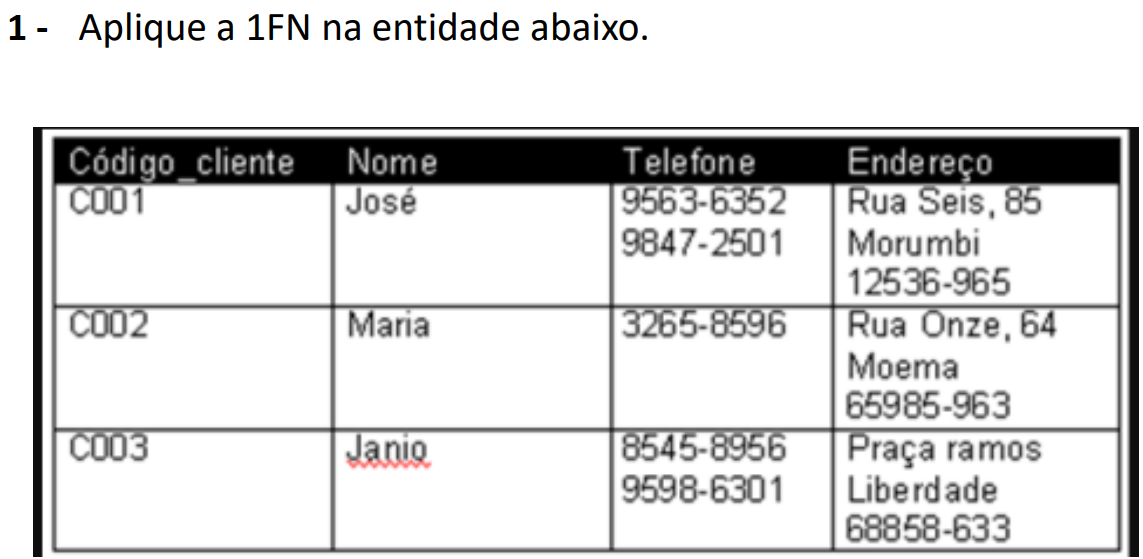 1 - Aplique a 1FN na entidade abaixo.
Código_cliente Nome Telefone Endereço
C001 José 9563-6352 Rua Seis, 85
9847-2501 Morumbi
12536-965
C002 Maria 3265-8596 Rua Onze, 64
Moema
65985-963
C003 Janio 8545-8956 Praça ramos
9598-6301 Liberdade
68858-633